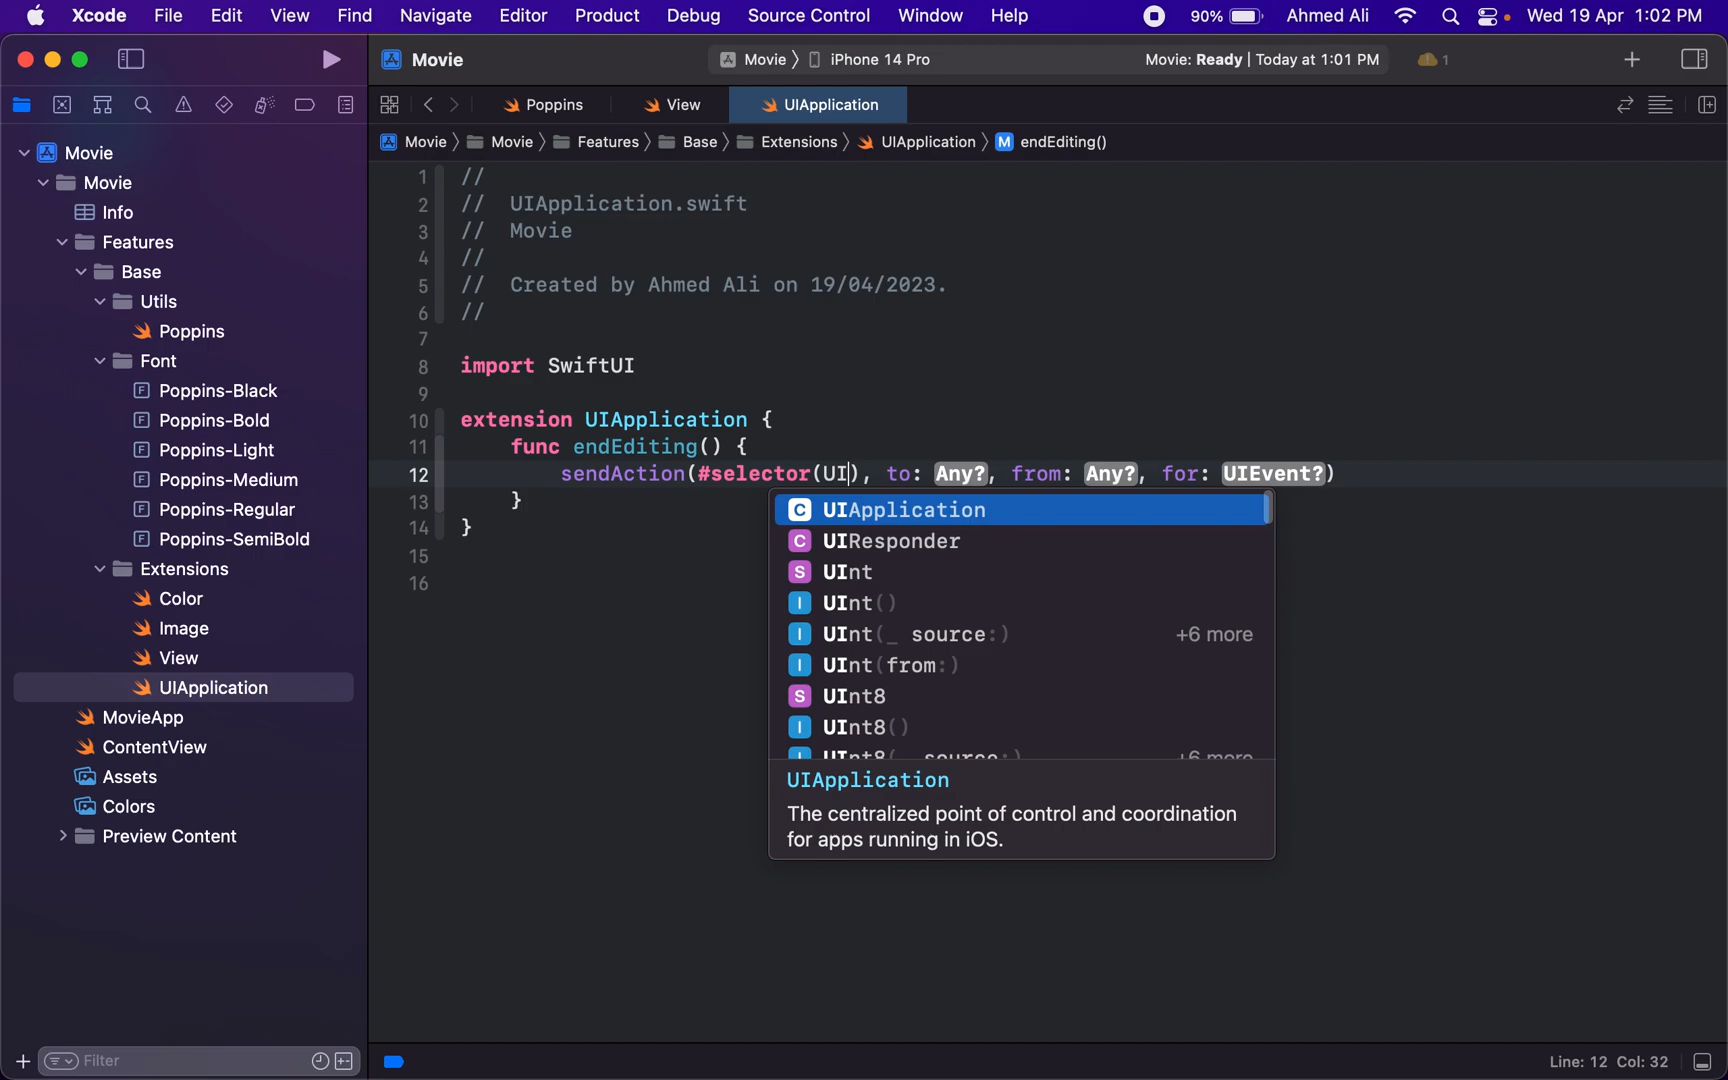 Xcode File Edit View Find Navigate Editor Product Debug Source Control Window Help 90% Ahmed Ali Wed 19 Apr 1:02 PM
Movie Movie iPhone 14 Pro Movie: Ready | Today at 1:01 PM 1
Poppins View UIApplication
Movie Movie Features Base Extensions UIApplication M endEditing()
Movie
Movie
Info
Features
Base
Utils
Poppins
Font
Poppins-Black
Poppins-Bold
Poppins-Light
Poppins-Medium
Poppins-Regular
Poppins-SemiBold
Extensions
Color
Image
View
UIApplication
MovieApp
ContentView
Assets
Colors
Preview Content
Filter
1 //
2 // UIApplication.swift
3 // Movie
4 //
5 // Created by Ahmed Ali on 19/04/2023.
6 //
7
8 import SwiftUI
9
10 extension UIApplication {
11 func endEditing() {
12 sendAction(#selector(UI), to: Any?, from: Any?, for: UIEvent?)
13 }
14 }
15
16
C UIApplication
C UIResponder
S UInt
I UInt()
I UInt(_ source:) +6 more
I UInt(from:)
S UInt8
I UInt8()
I UInt8(_ source:) +6 more
UIApplication
The centralized point of control and coordination
for apps running in iOS.
Line: 12 Col: 32